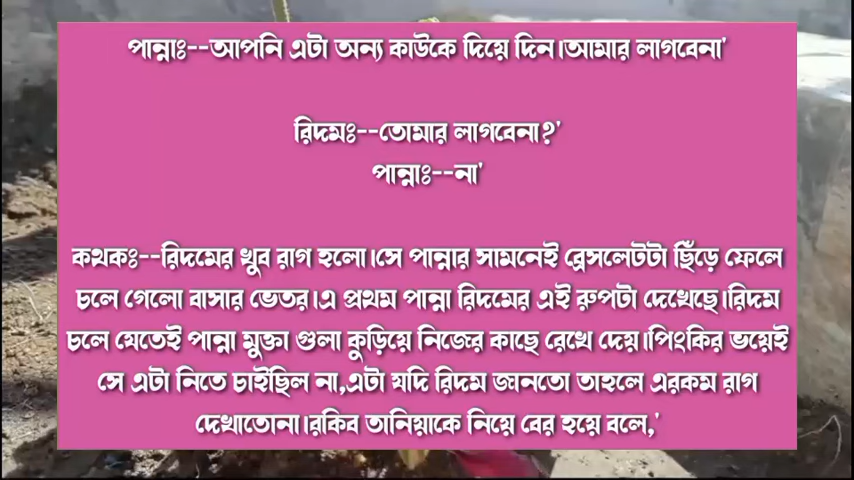 পান্নাঃ--আপনি এটা অন্য কাউকে দিয়ে দিন।আমার লাগবেনা'
রিদমঃ--তোমার লাগবেনা?'
পান্নাঃ--না'
কথকঃ--রিদমের খুব রাগ হলো।সে পান্নার সামনেই ব্রেসলেটটা ছিঁড়ে ফেলে
চলে গেলো বাসার ভেতর।এ প্রথম পান্না রিদমের এই রুপটা দেখেছে।রিদম
চলে যেতেই পান্না মুক্তা গুলা কুড়িয়ে নিজের কাছে রেখে দেয়।পিংকির ভয়েই
সে এটা নিতে চাইছিল না,এটা যদি রিদম জানতো তাহলে এরকম রাগ
দেখাতোনা।রকিব তানিয়াকে নিয়ে বের হয়ে বলে,'